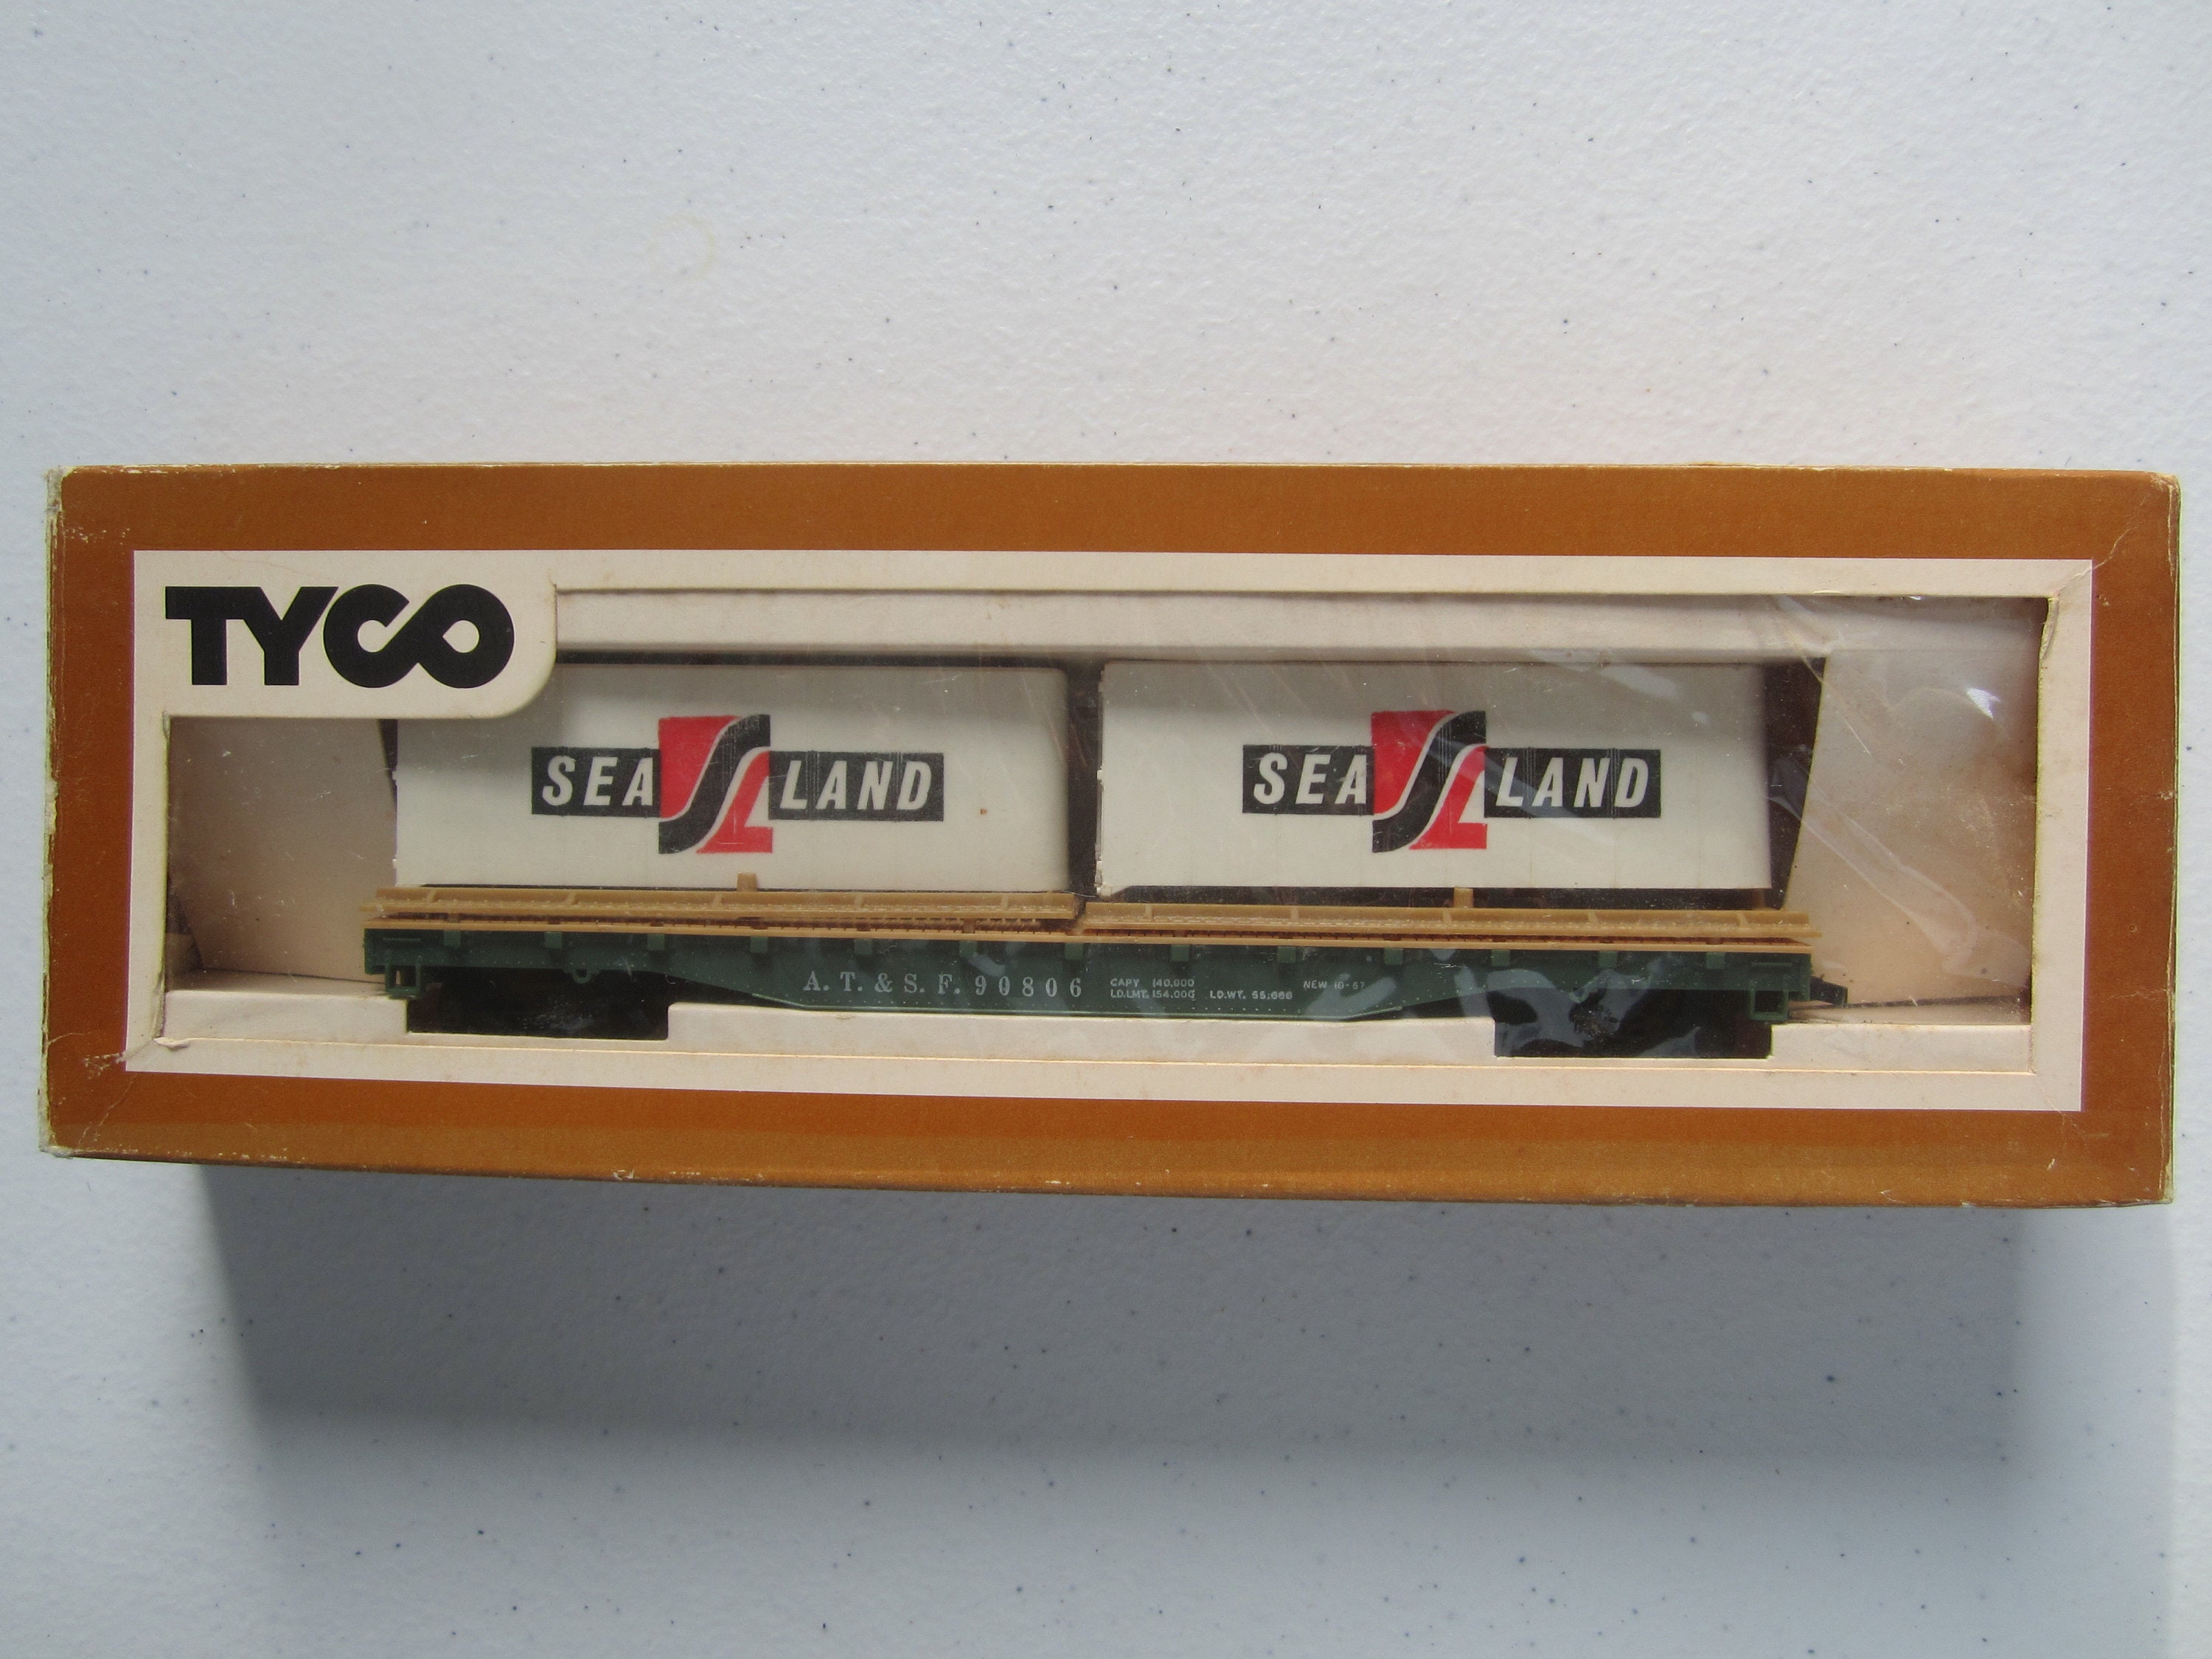 TYCO
SEA LAND
SEA LAND
A. T. & S. F. 90806
CAPY 140,000
LD.LMT. 154,000 LD.WT. 55,666
NEW 10-57